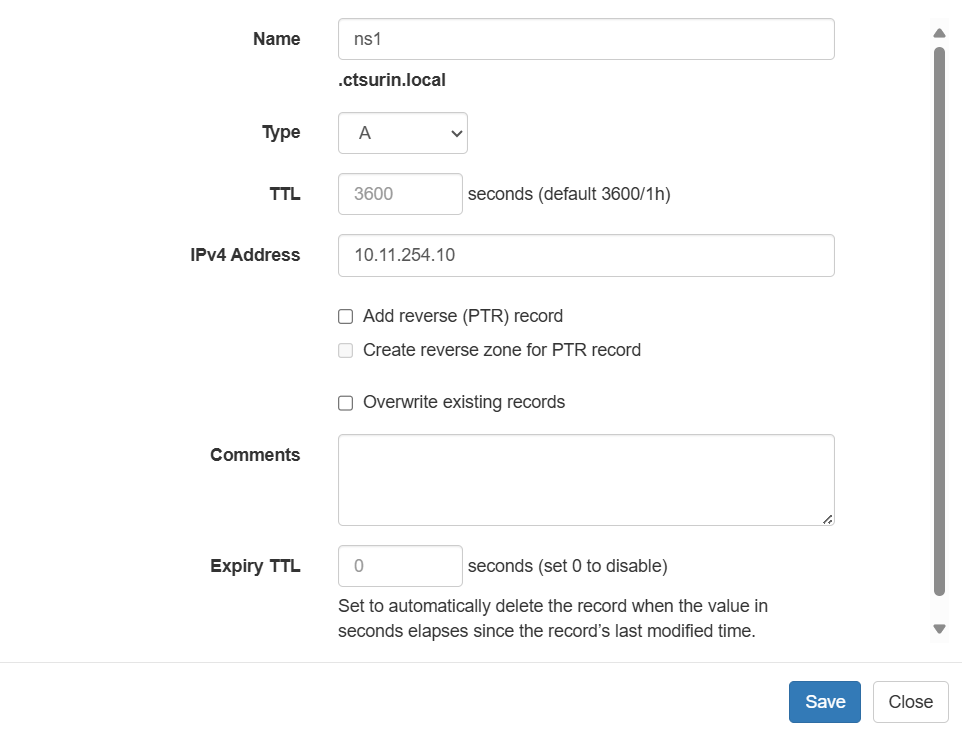 Name ns1
.ctsurin.local
Type A
TTL 3600 seconds (default 3600/1h)
IPv4 Address 10.11.254.10
Add reverse (PTR) record
Create reverse zone for PTR record
Overwrite existing records
Comments
Expiry TTL 0 seconds (set 0 to disable)
Set to automatically delete the record when the value in
seconds elapses since the record’s last modified time.
Save Close